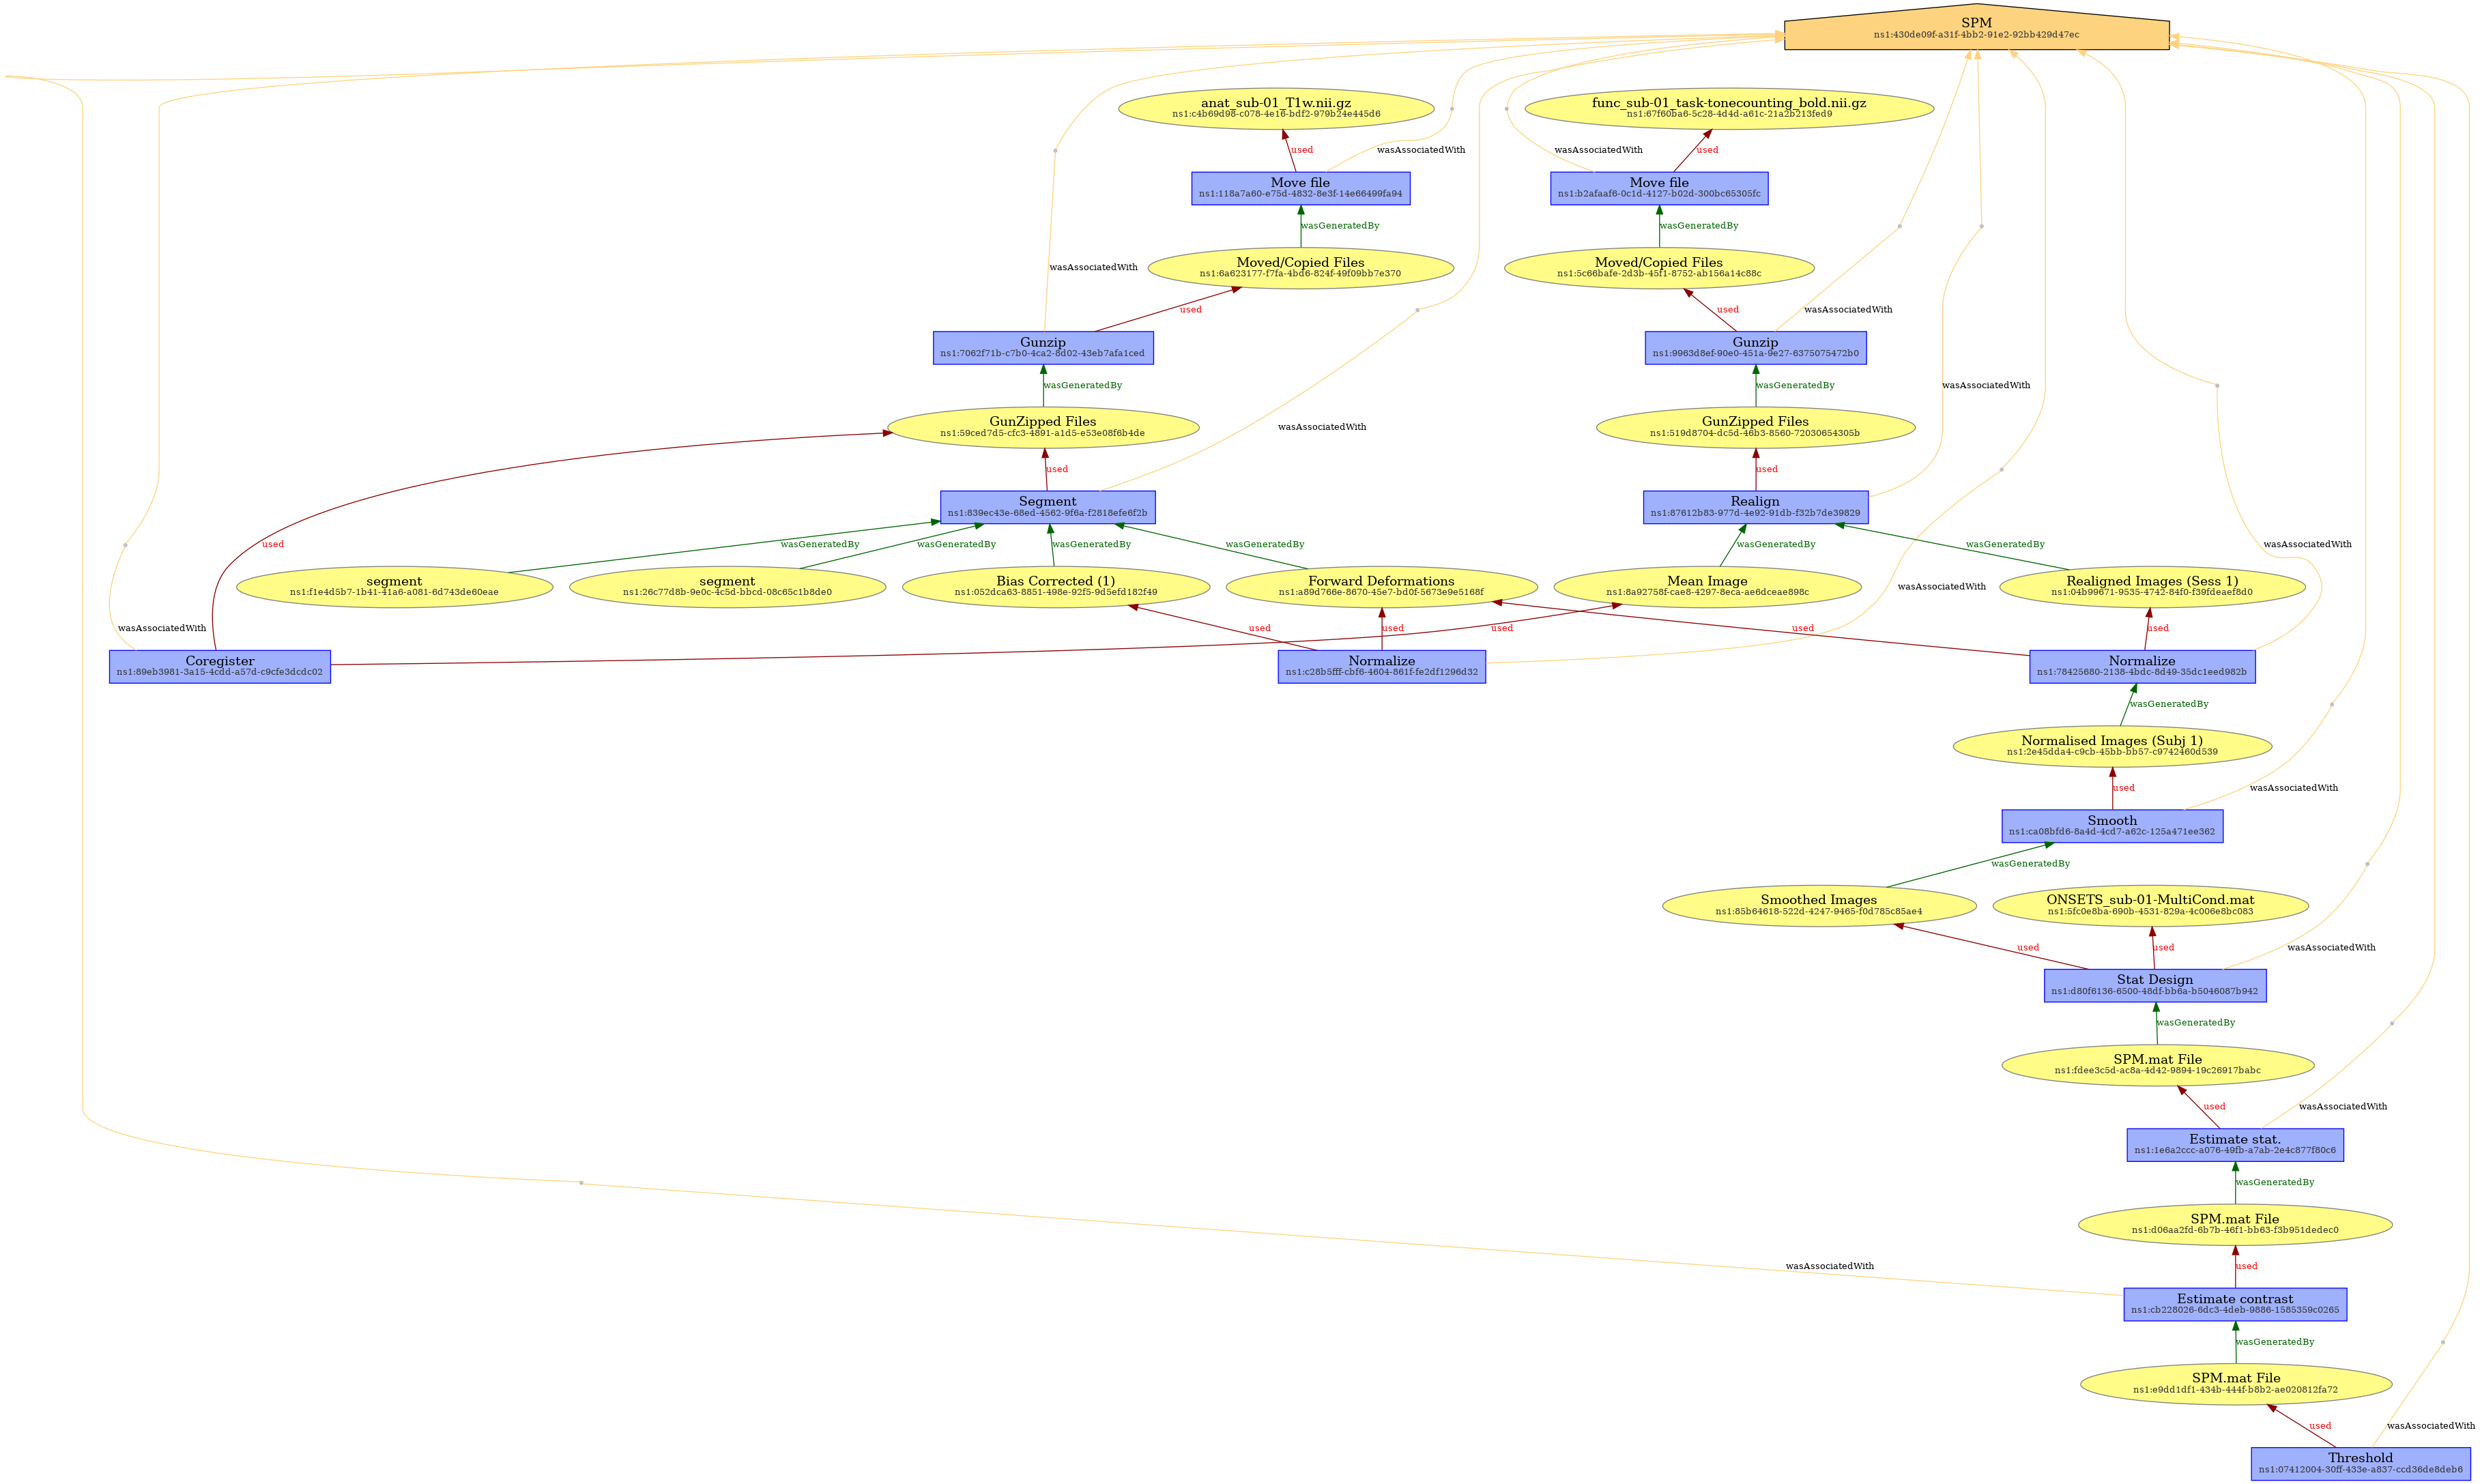 SPM
ns1:430de09f-a31f-4bb2-91e2-92bb429d47ec
anat_sub-01_T1w.nii.gz
ns1:c4b69d98-c078-4e16-bdf2-979b24e445d6
func_sub-01_task-tonecounting_bold.nii.gz
ns1:67f60ba6-5c28-4d4d-a61c-21a2b213fed9
used
wasAssociatedWith
wasAssociatedWith
used
Move file
ns1:118a7a60-e75d-4832-8e3f-14e66499fa94
Move file
ns1:b2afaaf6-0c1d-4127-b02d-300bc65305fc
wasGeneratedBy
wasGeneratedBy
wasAssociatedWith
Moved/Copied Files
ns1:6a623177-f7fa-4bd6-824f-49f09bb7e370
Moved/Copied Files
ns1:5c66bafe-2d3b-45f1-8752-ab156a14c88c
used
used
wasAssociatedWith
Gunzip
ns1:7062f71b-c7b0-4ca2-8d02-43eb7afa1ced
Gunzip
ns1:9963d8ef-90e0-451a-9e27-6375075472b0
wasGeneratedBy
wasGeneratedBy
wasAssociatedWith
GunZipped Files
ns1:59ced7d5-cfc3-4891-a1d5-e53e08f6b4de
wasAssociatedWith
GunZipped Files
ns1:519d8704-dc5d-46b3-8560-72030654305b
used
used
Segment
ns1:839ec43e-68ed-4562-9f6a-f2818efe6f2b
Realign
ns1:87612b83-977d-4e92-91db-f32b7de39829
used
wasGeneratedBy
wasGeneratedBy
wasGeneratedBy
wasGeneratedBy
wasGeneratedBy
wasGeneratedBy
wasAssociatedWith
segment
ns1:f1e4d5b7-1b41-41a6-a081-6d743de60eae
segment
ns1:26c77d8b-9e0c-4c5d-bbcd-08c65c1b8de0
Bias Corrected (1)
ns1:052dca63-8851-498e-92f5-9d5efd182f49
Forward Deformations
ns1:a89d766e-8670-45e7-bd0f-5673e9e5168f
Mean Image
ns1:8a92758f-cae8-4297-8eca-ae6dceae898c
wasAssociatedWith
Realigned Images (Sess 1)
ns1:04b99671-9535-4742-84f0-f39fdeaef8d0
wasAssociatedWith
used
used
used
used
used
Coregister
ns1:89eb3981-3a15-4cdd-a57d-c9cfe3dcdc02
Normalize
ns1:c28b5fff-cbf6-4604-861f-fe2df1296d32
Normalize
ns1:78425680-2138-4bdc-8d49-35dc1eed982b
wasGeneratedBy
Normalised Images (Subj 1)
ns1:2e45dda4-c9cb-45bb-bb57-c9742460d539
used
wasAssociatedWith
Smooth
ns1:ca08bfd6-8a4d-4cd7-a62c-125a471ee362
wasGeneratedBy
Smoothed Images
ns1:85b64618-522d-4247-9465-f0d785c85ae4
ONSETS_sub-01-MultiCond.mat
ns1:5fc0e8ba-690b-4531-829a-4c006e8bc083
used
used
wasAssociatedWith
Stat Design
ns1:d80f6136-6500-48df-bb6a-b5046087b942
wasGeneratedBy
SPM.mat File
ns1:fdee3c5d-ac8a-4d42-9894-19c26917babc
used
wasAssociatedWith
Estimate stat.
ns1:1e6a2ccc-a076-49fb-a7ab-2e4c877f80c6
wasGeneratedBy
SPM.mat File
ns1:d06aa2fd-6b7b-46f1-bb63-f3b951dedec0
wasAssociatedWith
used
Estimate contrast
ns1:cb228026-6dc3-4deb-9886-1585359c0265
wasGeneratedBy
SPM.mat File
ns1:e9dd1df1-434b-444f-b8b2-ae020812fa72
used
wasAssociatedWith
Threshold
ns1:07412004-30ff-433e-a837-ccd36de8deb6